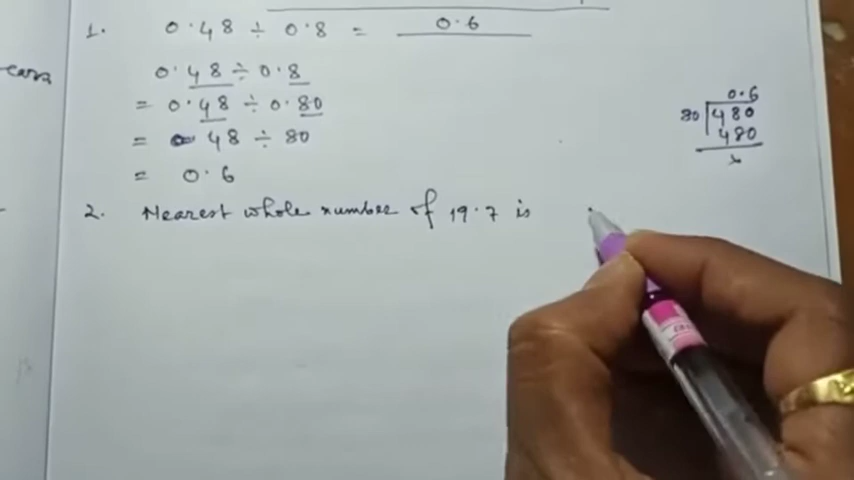 1. 0.48 ÷ 0.8 = 0.6
0.48 ÷ 0.8
= 0.48 ÷ 0.80
= 48 ÷ 80
= 0.6
0.6
80 480
480
x
2. Nearest whole number of 19.7 is